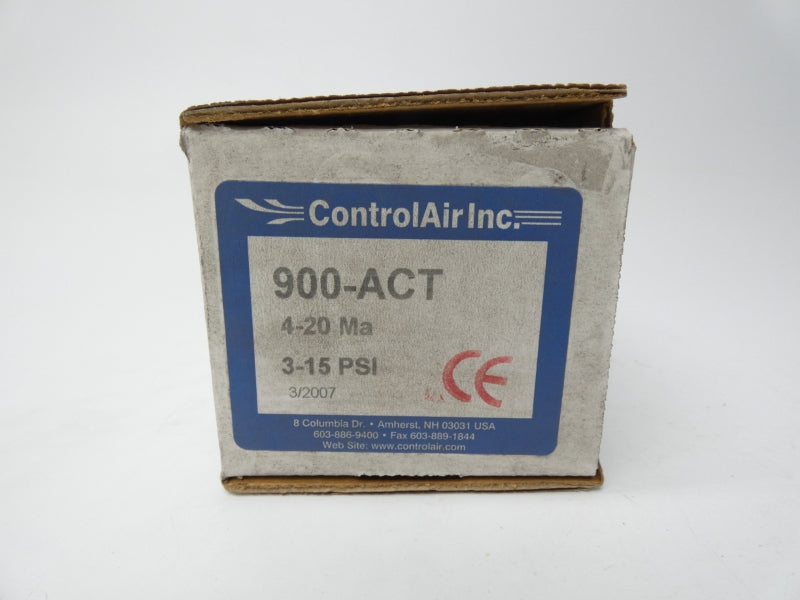 ControlAir Inc.
900-ACT
4-20 Ma
3-15 PSI
3/2007
CE
8 Columbia Dr. • Amherst, NH 03031 USA
603-886-9400 • Fax 603-889-1844
Web Site: www.controlair.com